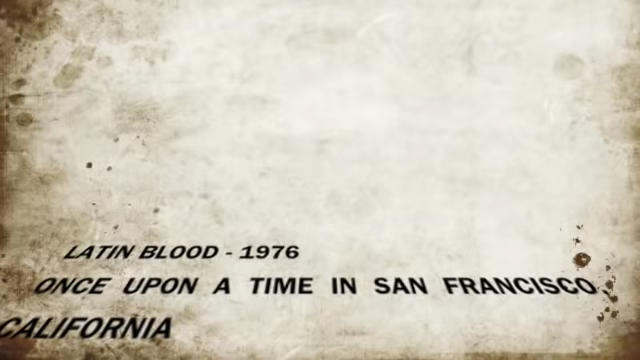 LATIN BLOOD - 1976
ONCE UPON A TIME IN SAN FRANCISCO
CALIFORNIA